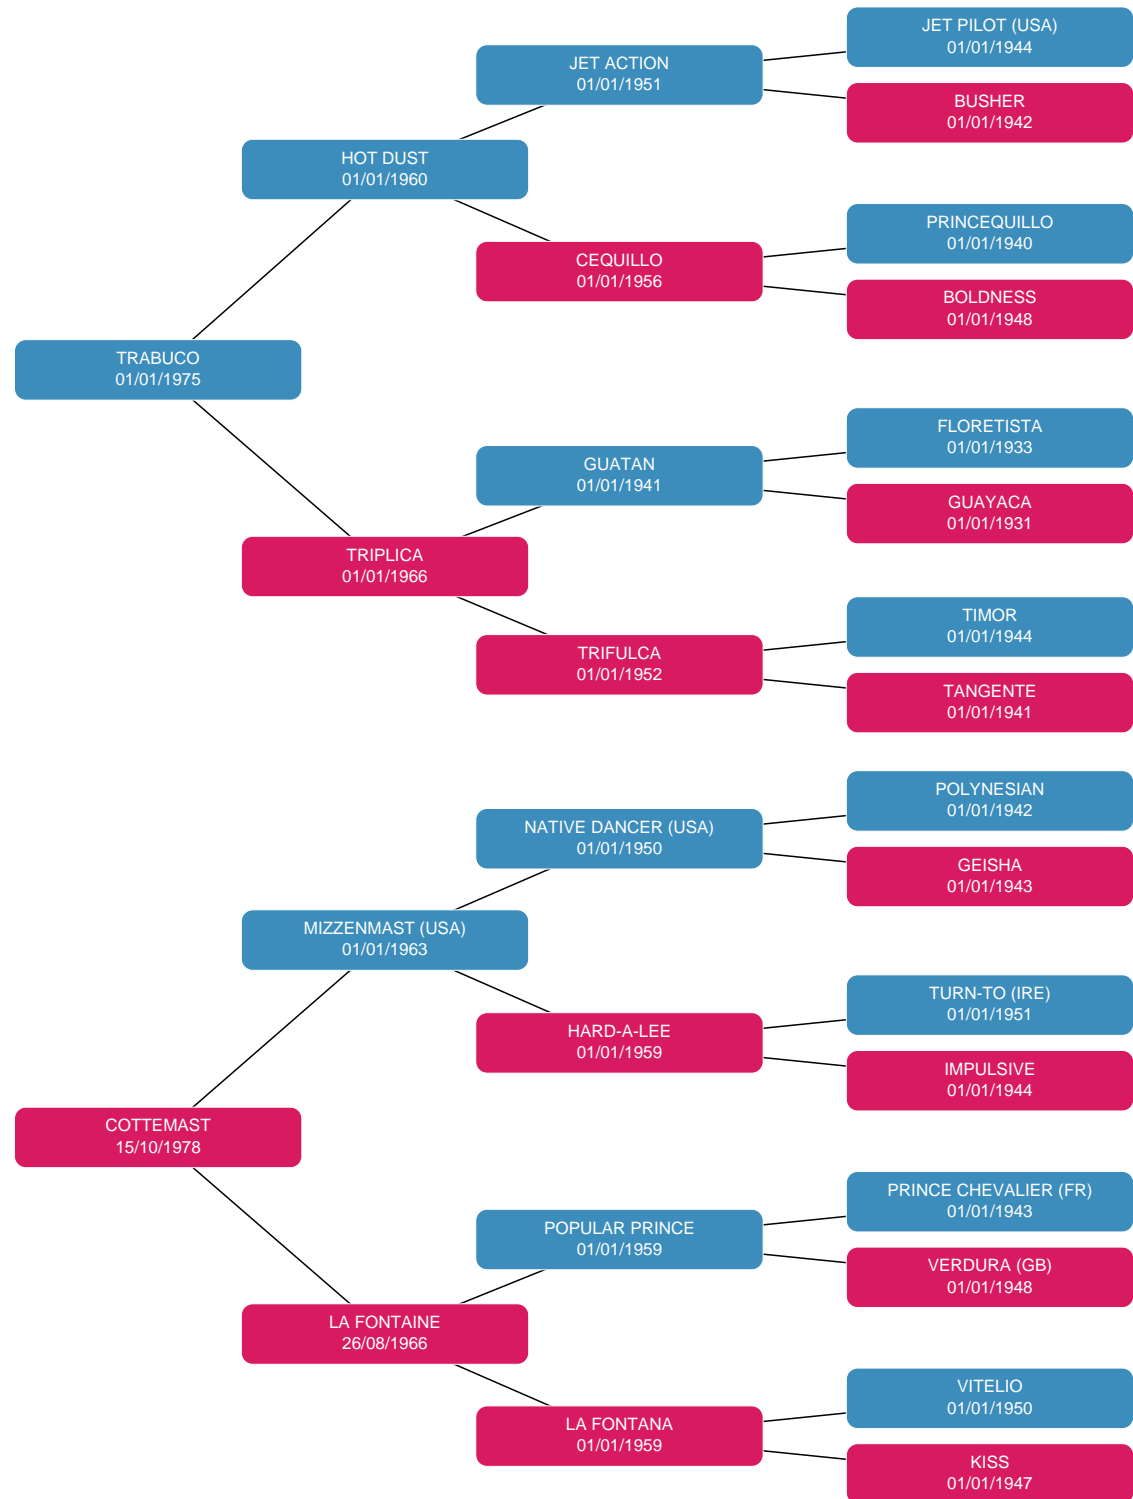 JET PILOT (USA)
01/01/1944
JET ACTION
01/01/1951
BUSHER
01/01/1942
HOT DUST
01/01/1960
PRINCEQUILLO
01/01/1940
CEQUILLO
01/01/1956
BOLDNESS
01/01/1948
TRABUCO
01/01/1975
FLORETISTA
01/01/1933
GUATAN
01/01/1941
GUAYACA
01/01/1931
TRIPLICA
01/01/1966
TIMOR
01/01/1944
TRIFULCA
01/01/1952
TANGENTE
01/01/1941
POLYNESIAN
01/01/1942
NATIVE DANCER (USA)
01/01/1950
GEISHA
01/01/1943
MIZZENMAST (USA)
01/01/1963
TURN-TO (IRE)
01/01/1951
HARD-A-LEE
01/01/1959
IMPULSIVE
01/01/1944
COTTEMAST
15/10/1978
PRINCE CHEVALIER (FR)
01/01/1943
POPULAR PRINCE
01/01/1959
VERDURA (GB)
01/01/1948
LA FONTAINE
26/08/1966
VITELIO
01/01/1950
LA FONTANA
01/01/1959
KISS
01/01/1947